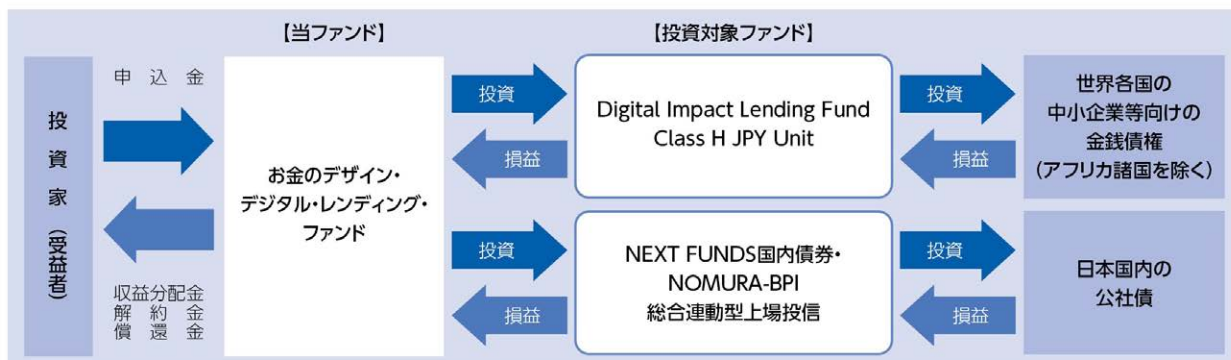 【当ファンド】
【投資対象ファンド】
投資家(受益者)
申込金
収益分配金
解約金
償還金
お金のデザイン・
デジタル・レンディング・
ファンド
投資
損益
Digital Impact Lending Fund
Class H JPY Unit
投資
損益
世界各国の
中小企業等向けの
金銭債権
(アフリカ諸国を除く)
投資
損益
NEXT FUNDS国内債券・
NOMURA-BPI
総合連動型上場投信
投資
損益
日本国内の
公社債